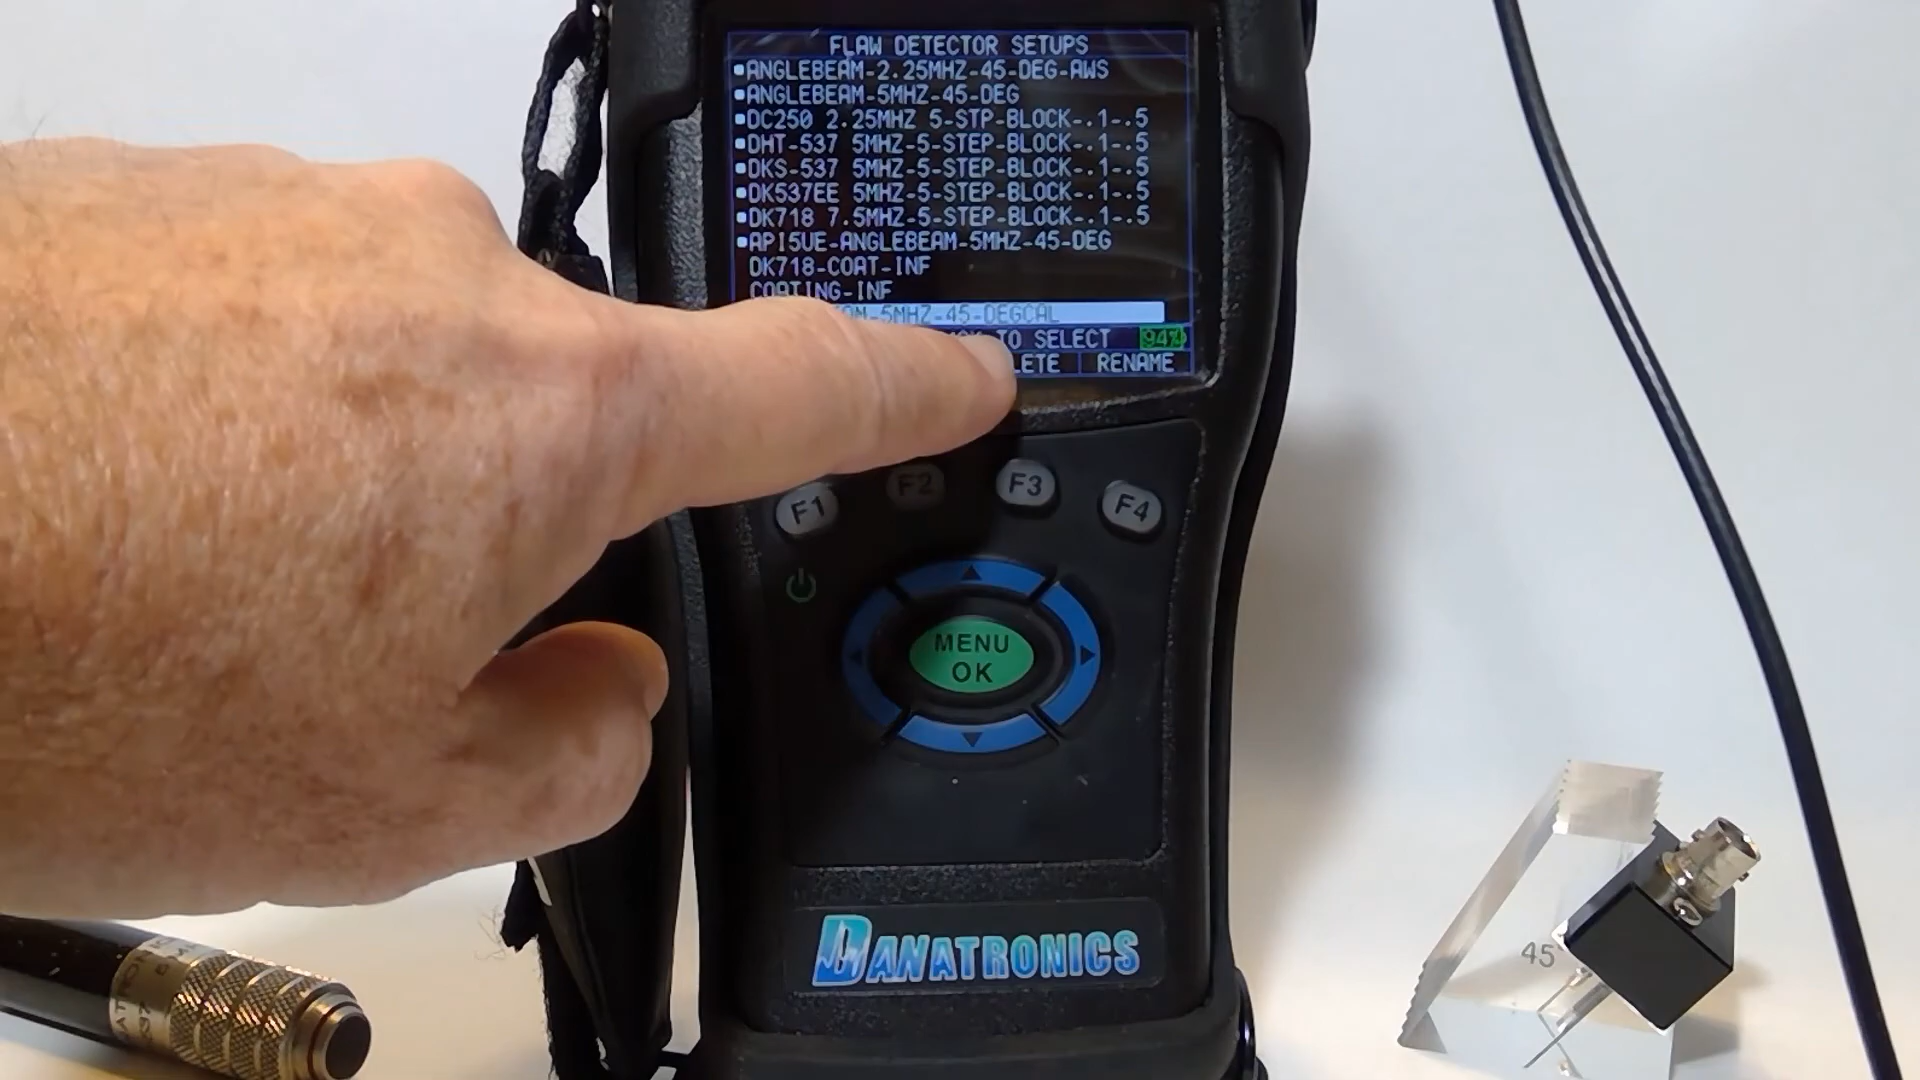 FLAW DETECTOR SETUPS
ANGLEBEAM-2.25MHZ-45-DEG-AWS
ANGLEBEAM-5MHZ-45-DEG
DC250 2.25MHZ 5-STP-BLOCK-.1-.5
DHT-537 5MHZ-5-STEP-BLOCK-.1-.5
DKS-537 5MHZ-5-STEP-BLOCK-.1-.5
DK537EE 5MHZ-5-STEP-BLOCK-.1-.5
DK718 7.5MHZ-5-STEP-BLOCK-.1-.5
API5UE-ANGLEBEAM-5MHZ-45-DEG
DK718-COAT-INF
COATING-INF
-5MHZ-45-DEGCAL
TO SELECT 94%
RENAME
F1 F2 F3 F4
MENU
OK
DANATRONICS
45°